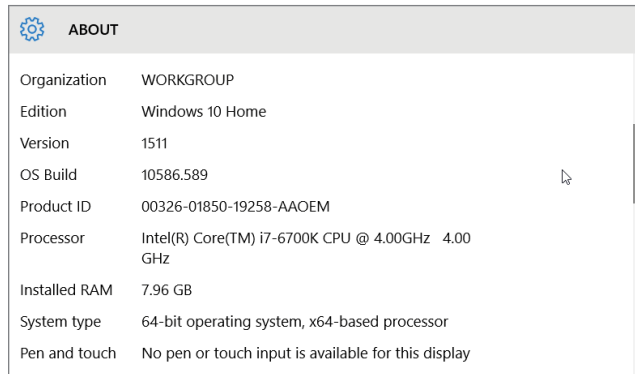 ABOUT
Organization WORKGROUP
Edition Windows 10 Home
Version 1511
OS Build 10586.589
Product ID 00326-01850-19258-AAOEM
Processor Intel(R) Core(TM) i7-6700K CPU @ 4.00GHz 4.00
GHz
Installed RAM 7.96 GB
System type 64-bit operating system, x64-based processor
Pen and touch No pen or touch input is available for this display